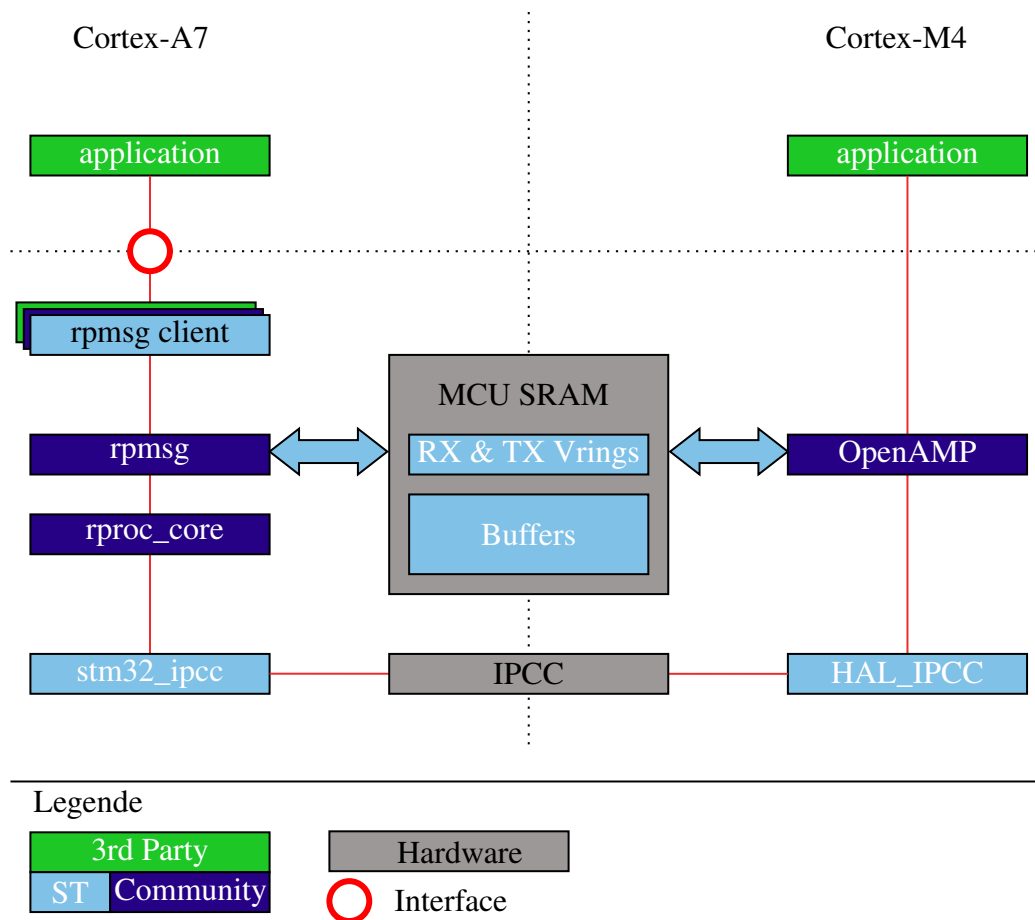 Cortex-A7
Cortex-M4
application
application
rpmsg client
MCU SRAM
rpmsg
RX & TX Vrings
OpenAMP
rproc_core
Buffers
stm32_ipcc
IPCC
HAL_IPCC
Legende
3rd Party
Hardware
ST
Community
Interface